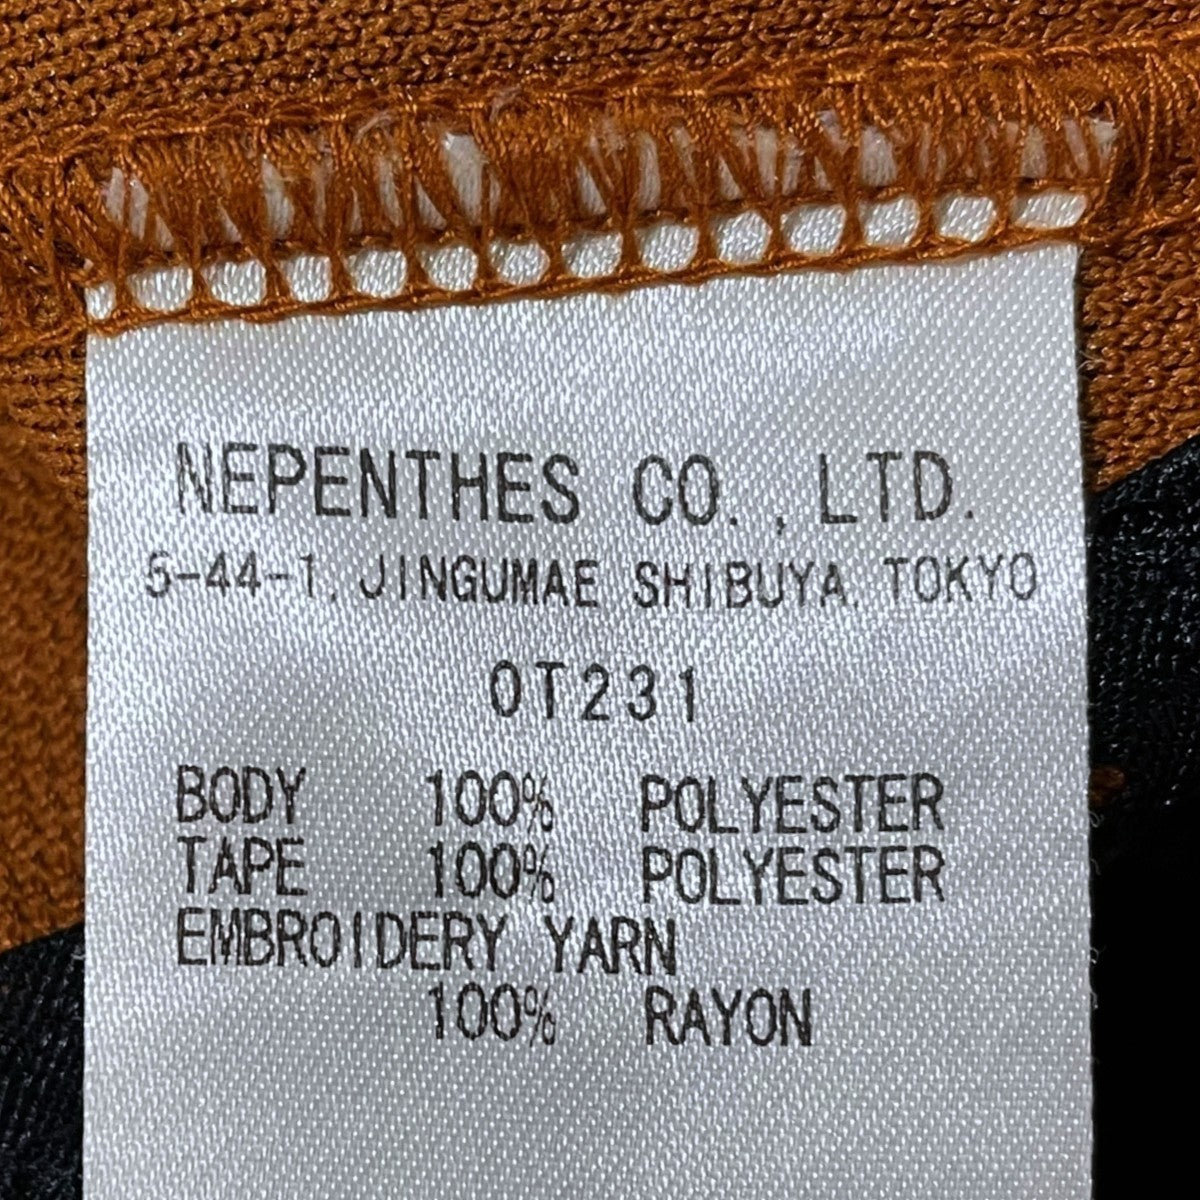 NEPENTHES CO., LTD.
5-44-1, JINGUMAE SHIBUYA, TOKYO
OT231
BODY 100% POLYESTER
TAPE 100% POLYESTER
EMBROIDERY YARN
100% RAYON